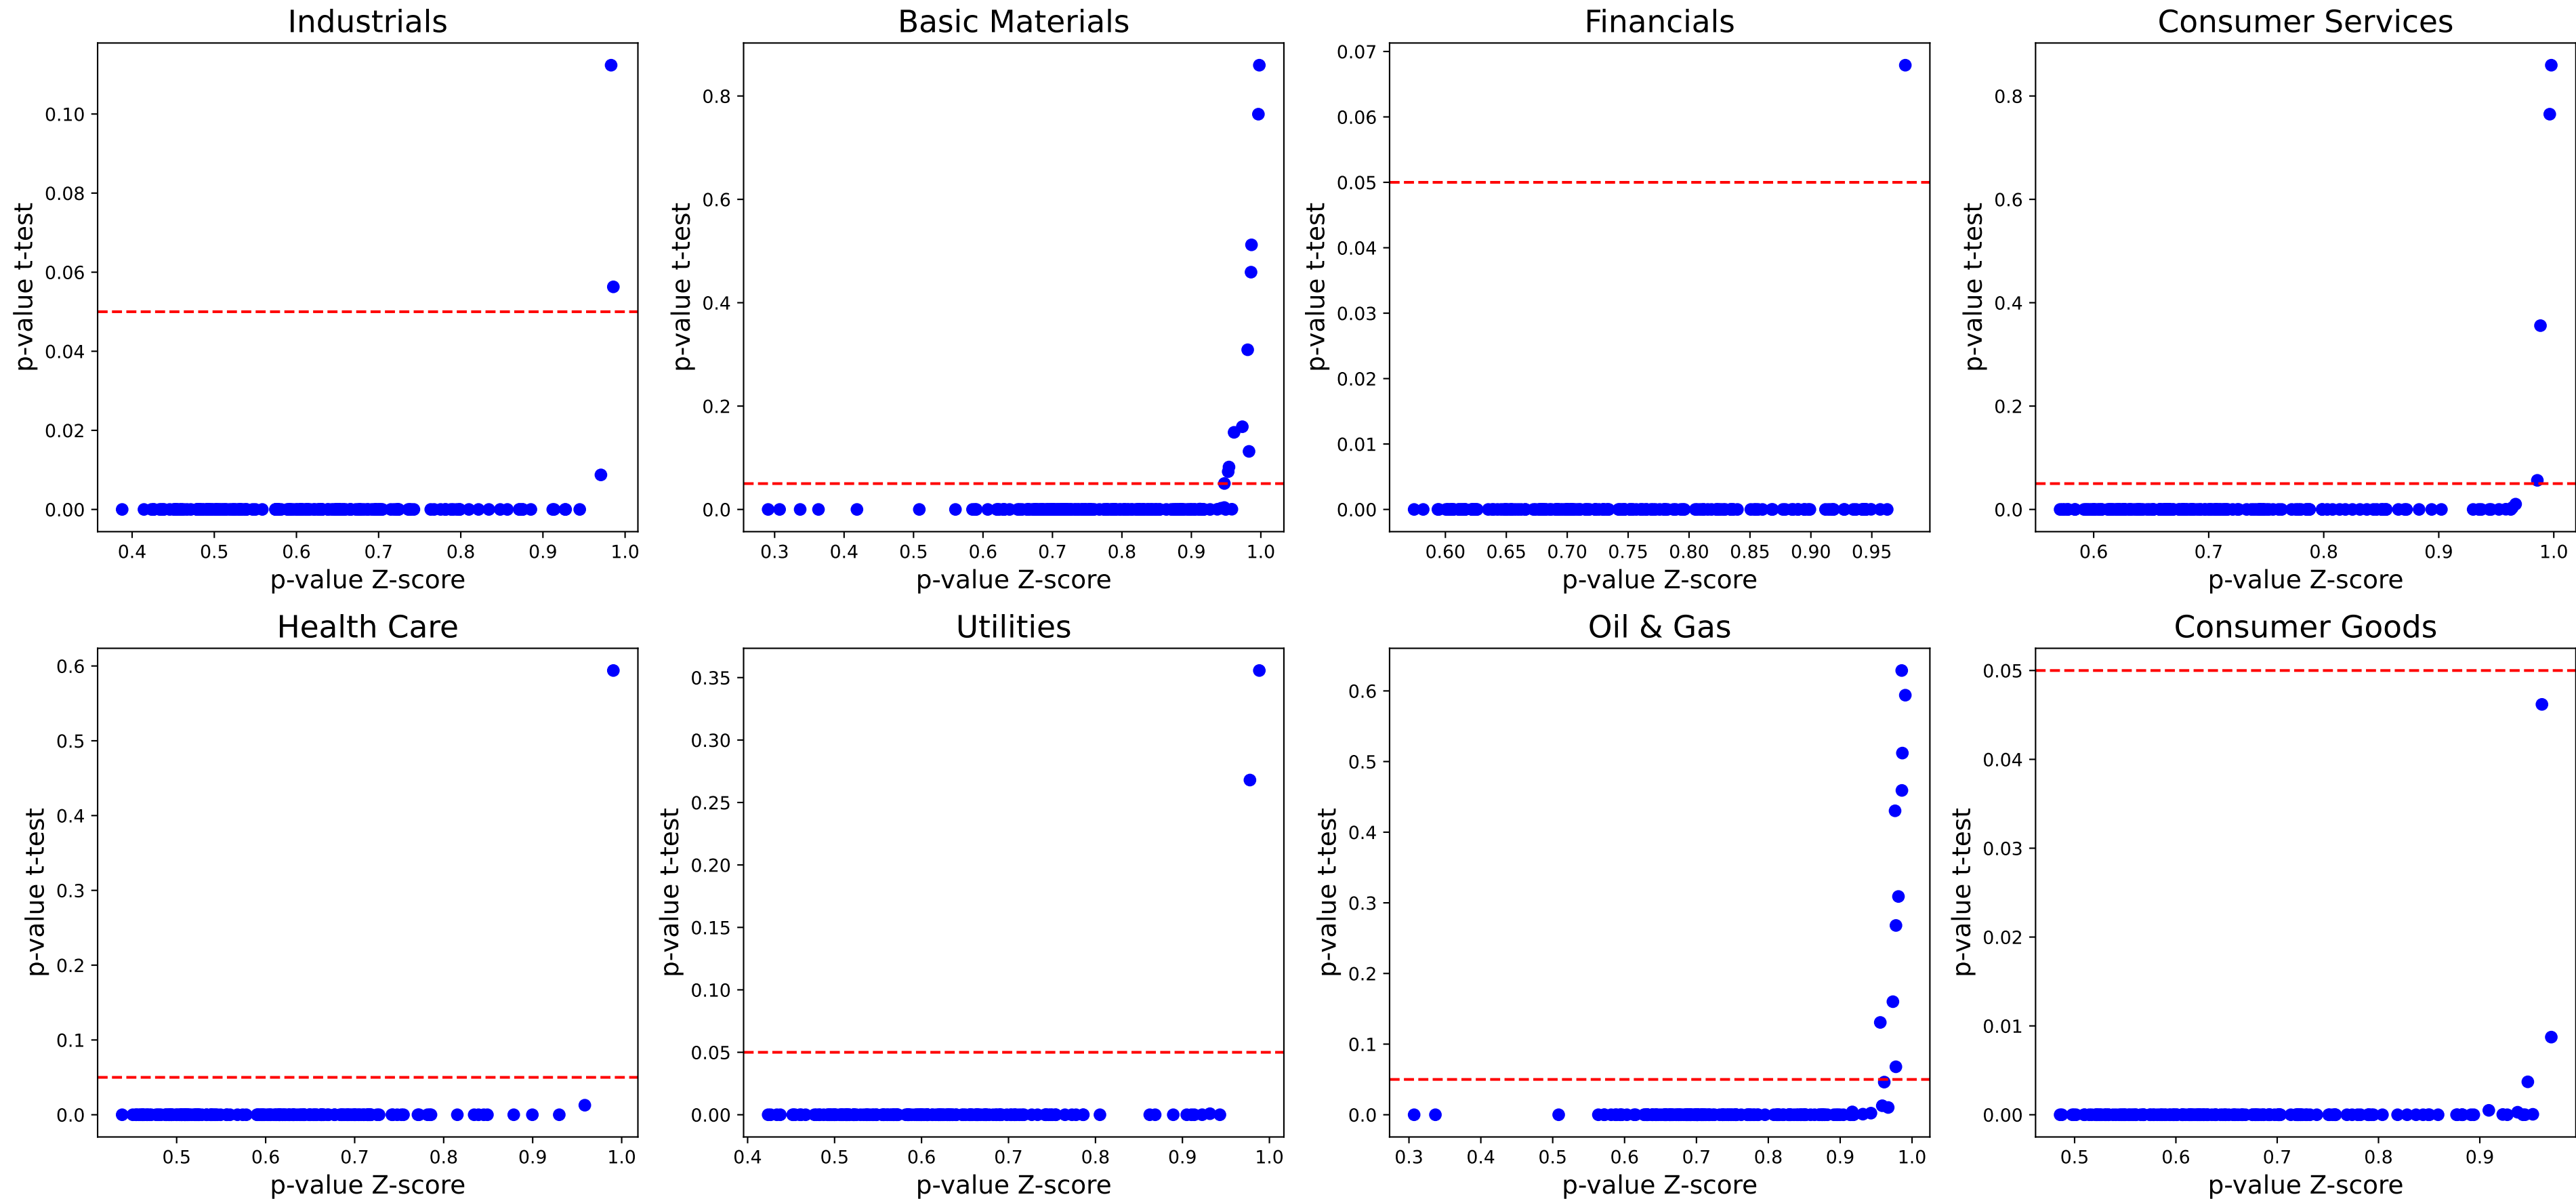 Industrials
0.10
0.08
0.06
0.04
0.02
0.00
p-value t-test
0.4 0.5 0.6 0.7 0.8 0.9 1.0
p-value Z-score
Basic Materials
0.8
0.6
0.4
0.2
0.0
p-value t-test
0.3 0.4 0.5 0.6 0.7 0.8 0.9 1.0
p-value Z-score
Financials
0.07
0.06
0.05
0.04
0.03
0.02
0.01
0.00
p-value t-test
0.60 0.65 0.70 0.75 0.80 0.85 0.90 0.95
p-value Z-score
Consumer Services
0.8
0.6
0.4
0.2
0.0
p-value t-test
0.6 0.7 0.8 0.9 1.0
p-value Z-score
Health Care
0.6
0.5
0.4
0.3
0.2
0.1
0.0
p-value t-test
0.5 0.6 0.7 0.8 0.9 1.0
p-value Z-score
Utilities
0.35
0.30
0.25
0.20
0.15
0.10
0.05
0.00
p-value t-test
0.4 0.5 0.6 0.7 0.8 0.9 1.0
p-value Z-score
Oil & Gas
0.6
0.5
0.4
0.3
0.2
0.1
0.0
p-value t-test
0.3 0.4 0.5 0.6 0.7 0.8 0.9 1.0
p-value Z-score
Consumer Goods
0.05
0.04
0.03
0.02
0.01
0.00
p-value t-test
0.5 0.6 0.7 0.8 0.9
p-value Z-score